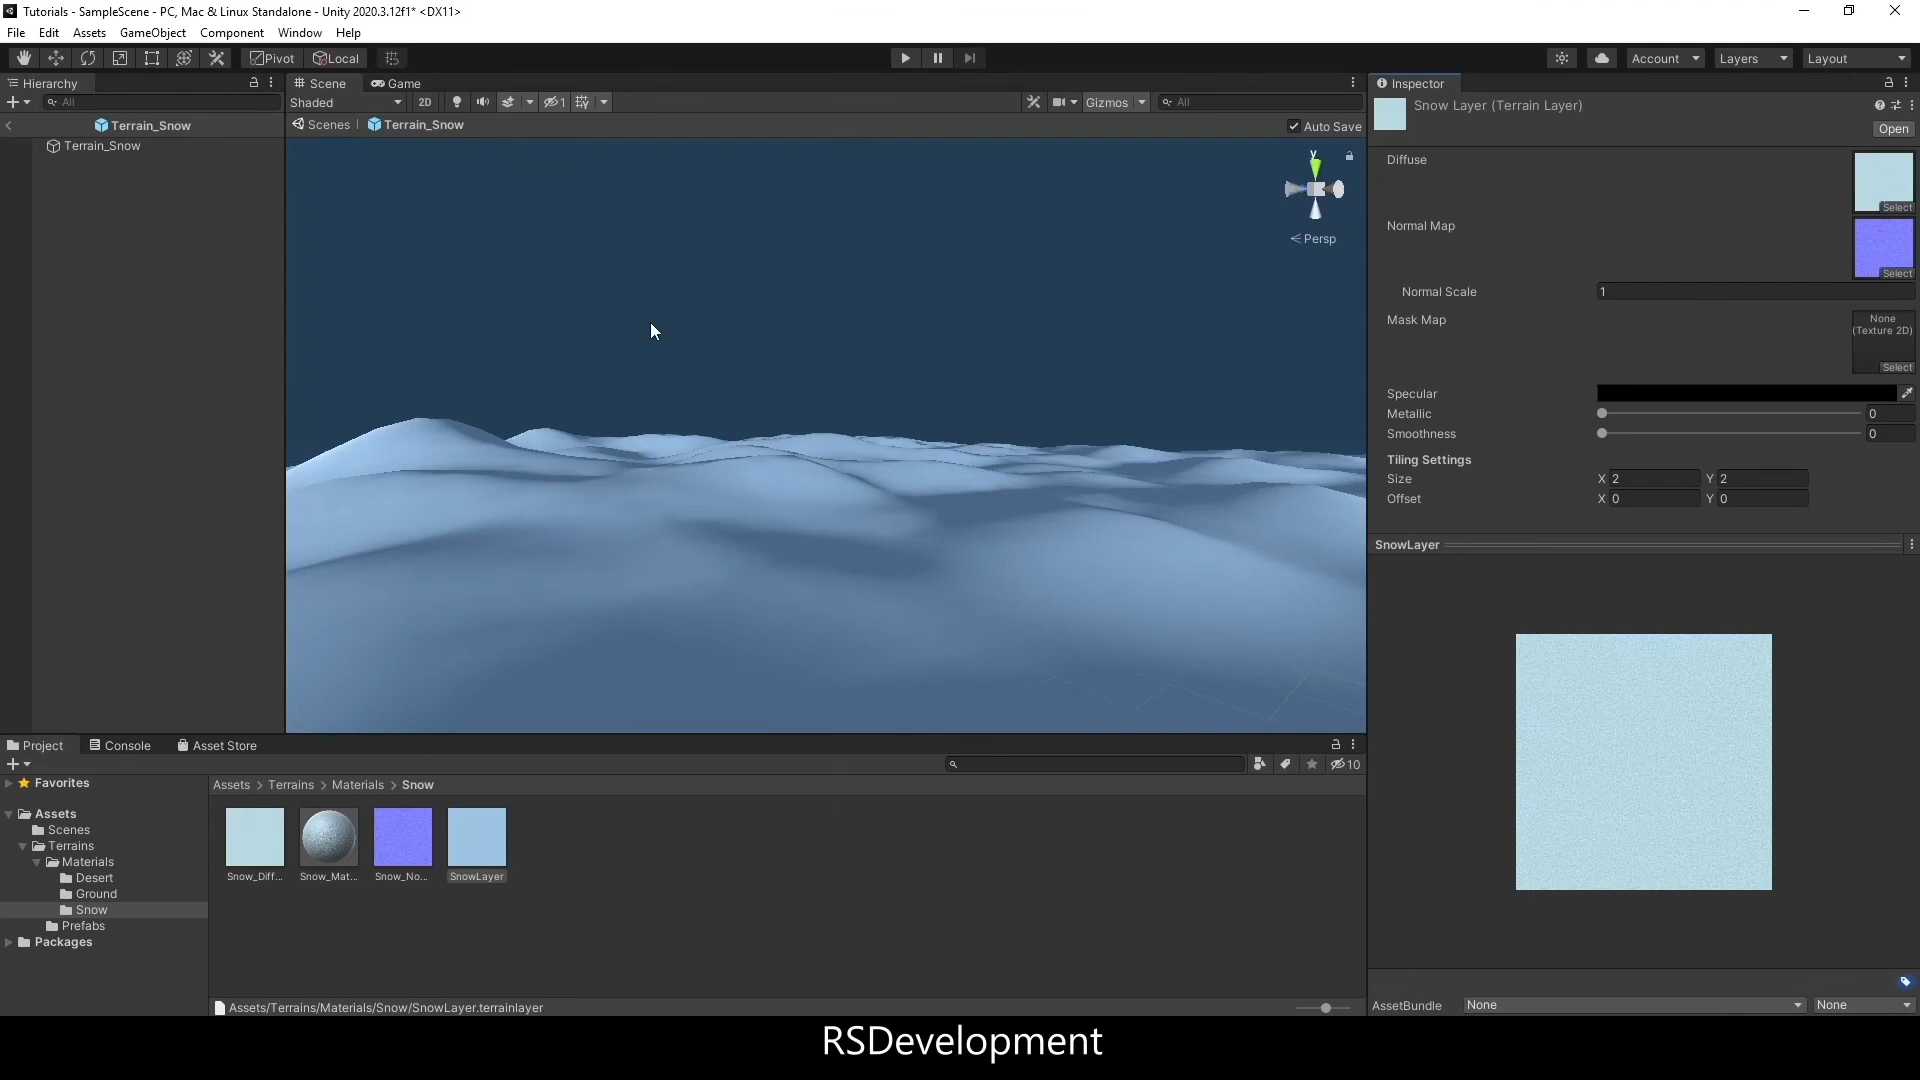 Tutorials - SampleScene - PC, Mac & Linux Standalone - Unity 2020.3.12f1* <DX11>
File Edit Assets GameObject Component Window Help
Pivot Local Account Layers Layout
Hierarchy
All
Terrain_Snow
Terrain_Snow
Scene Game
Shaded 2D 1 Gizmos All
Scenes Terrain_Snow Auto Save
y
Persp
Inspector
Snow Layer (Terrain Layer)
Open
Diffuse
Select
Normal Map
Select
Normal Scale 1
Mask Map None
(Texture 2D)
Select
Specular
Metallic 0
Smoothness 0
Tiling Settings
Size X 2 Y 2
Offset X 0 Y 0
SnowLayer
AssetBundle None None
Project Console Asset Store
10
Favorites
Assets
Scenes
Terrains
Materials
Desert
Ground
Snow
Prefabs
Packages
Assets > Terrains > Materials > Snow
Snow_Diff... Snow_Mat... Snow_No... SnowLayer
Assets/Terrains/Materials/Snow/SnowLayer.terrainlayer
RSDevelopment